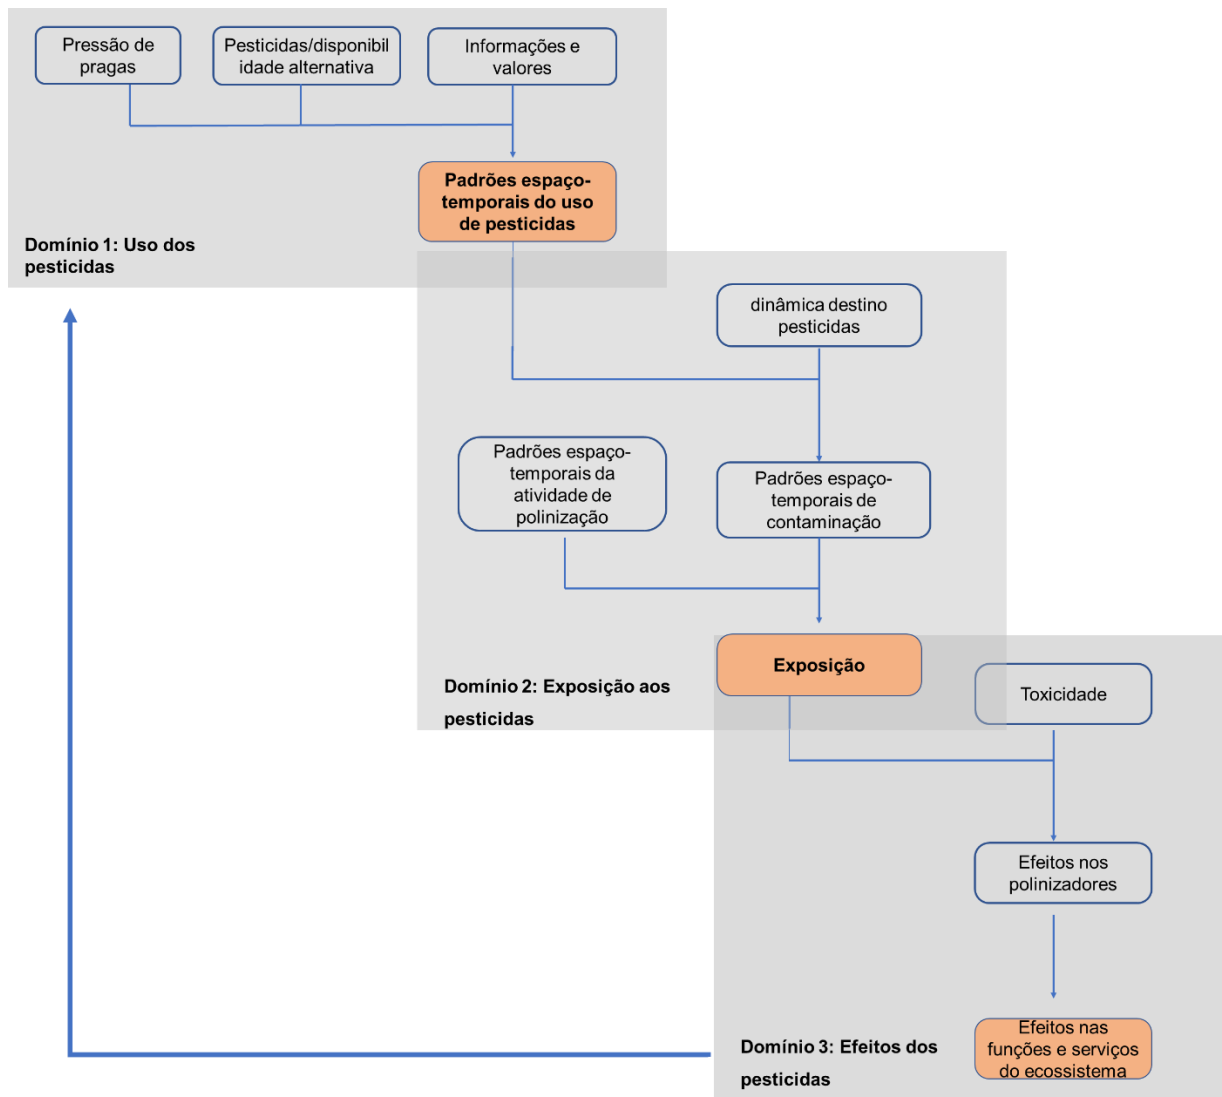 Pressão de
pragas
Pesticidas/disponibil
idade alternativa
Informações e
valores
Padrões espaço-
temporais do uso
de pesticidas
Domínio 1: Uso dos
pesticidas
dinâmica destino
pesticidas
Padrões espaço-
temporais da
atividade de
polinização
Padrões espaço-
temporais de
contaminação
Exposição
Domínio 2: Exposição aos
pesticidas
Toxicidade
Efeitos nos
polinizadores
Efeitos nas
funções e serviços
do ecossistema
Domínio 3: Efeitos dos
pesticidas